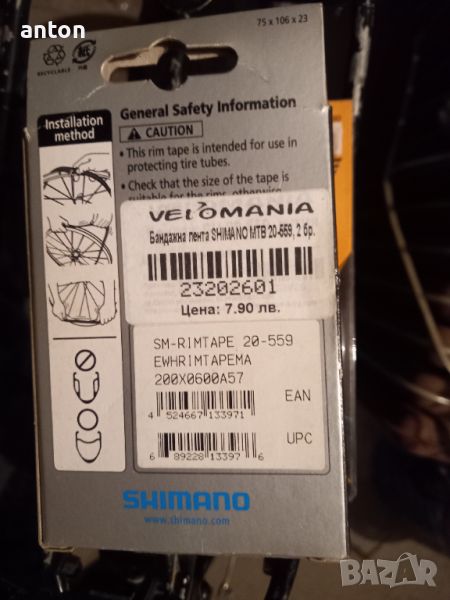 anton
75 x 106 x 23
RECYCLABLE
Installation
method
General Safety Information
CAUTION
• This rim tape is intended for use in
protecting tire tubes.
• Check that the size of the tape is
suitable for the rims, otherwise
VELOMANIA
Бандажна лента SHIMANO MTB 20-559, 2 бр.
23202601
Цена: 7.90 лв.
SM-RIMTAPE 20-559
EWHRIMTAPEMA
200X0600A57
EAN
4 524667 133971
UPC
6 89228 13397 6
SHIMANO
www.shimano.com
BAZAR